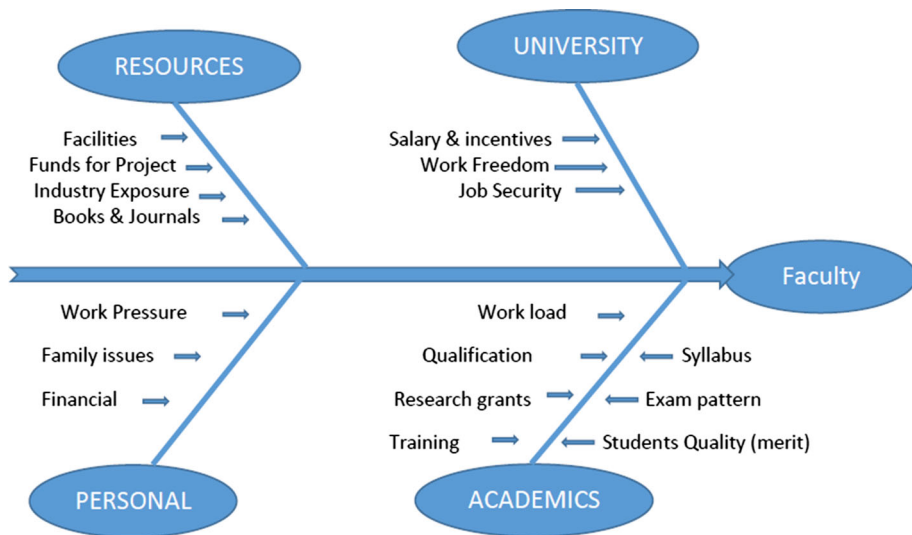 RESOURCES
UNIVERSITY
Facilities
Funds for Project
Industry Exposure
Books & Journals
Salary & incentives
Work Freedom
Job Security
Faculty
Work Pressure
Family issues
Financial
Work load
Qualification
Syllabus
Research grants
Exam pattern
Training
Students Quality (merit)
PERSONAL
ACADEMICS